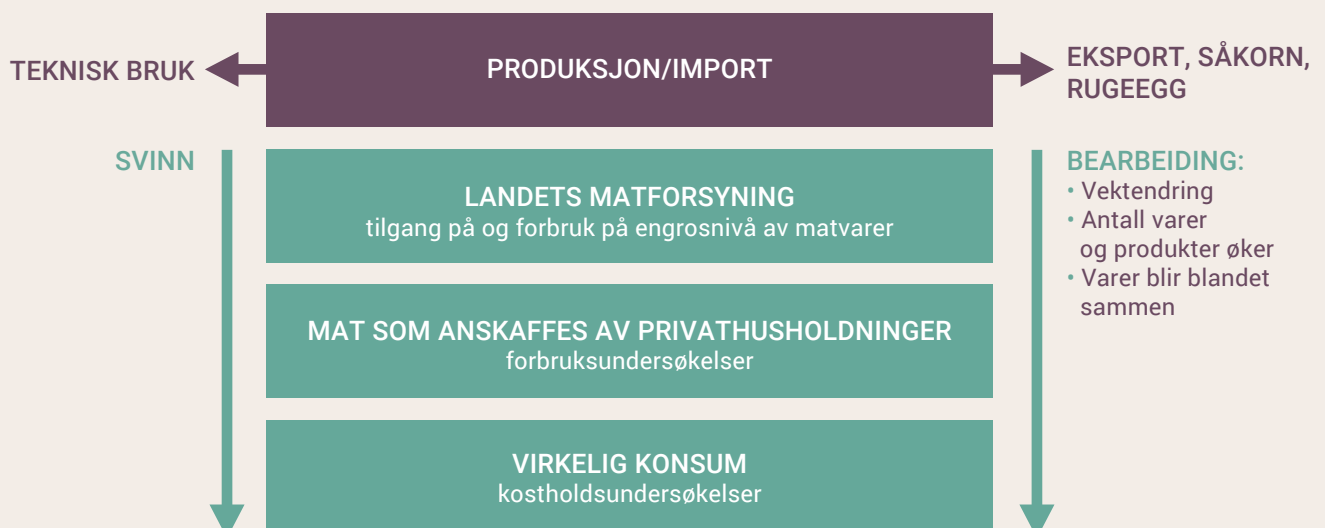 TEKNISK BRUK
PRODUKSJON/IMPORT
EKSPORT, SÅKORN,
RUGEEGG
SVINN
LANDETS MATFORSYNING
tilgang på og forbruk på engrosnivå av matvarer
BEARBEIDING:
• Vektendring
• Antall varer
og produkter øker
• Varer blir blandet
sammen
MAT SOM ANSKAFFES AV PRIVATHUSHOLDNINGER
forbruksundersøkelser
VIRKELIG KONSUM
kostholdsundersøkelser